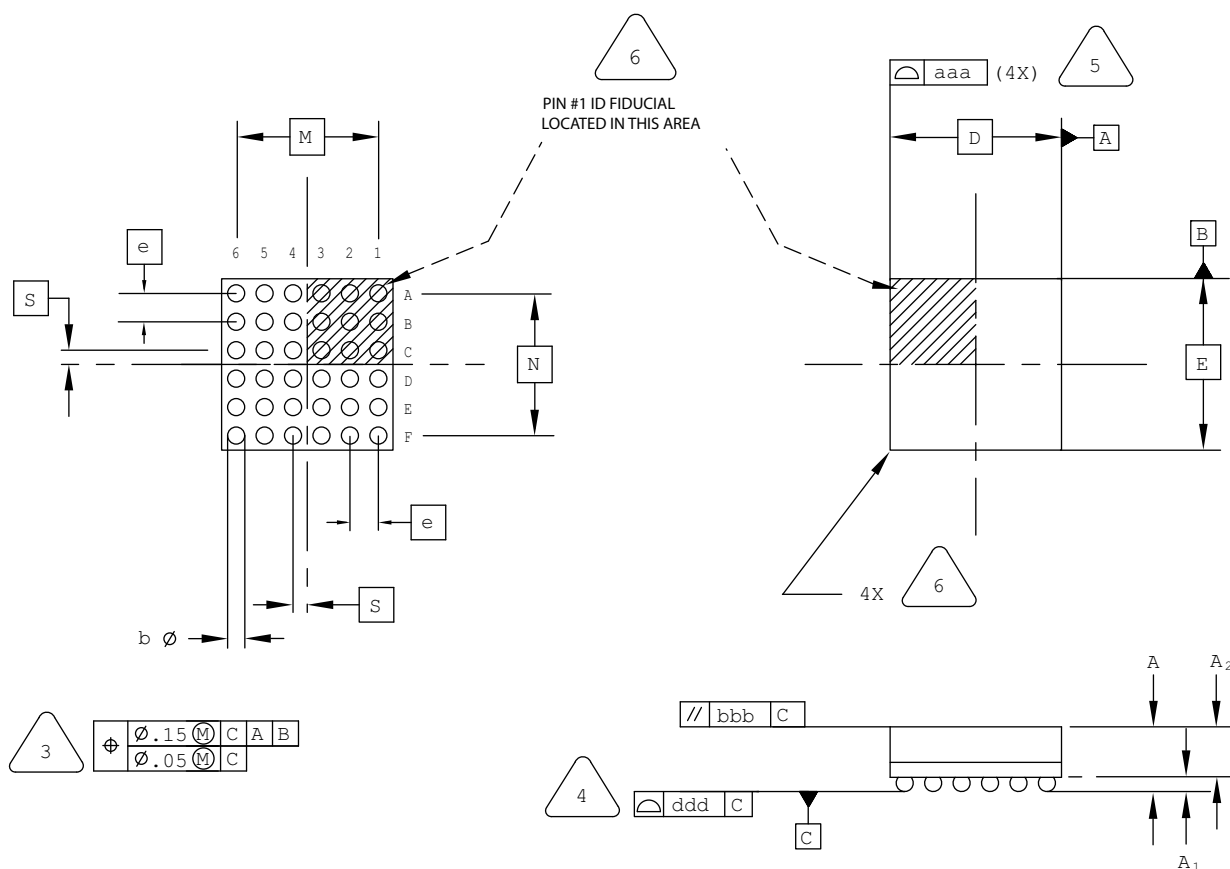 6
5
aaa (4X)
PIN #1 ID FIDUCIAL
LOCATED IN THIS AREA
M
D
A
B
e
6 5 4 3 2 1
S
A
B
C
D
E
F
N
E
e
S
4X
6
b Ø
A
A₂
// bbb C
3
⌖ Ø.15 Ⓜ C A B
Ø.05 Ⓜ C
4
ddd C
C
A₁